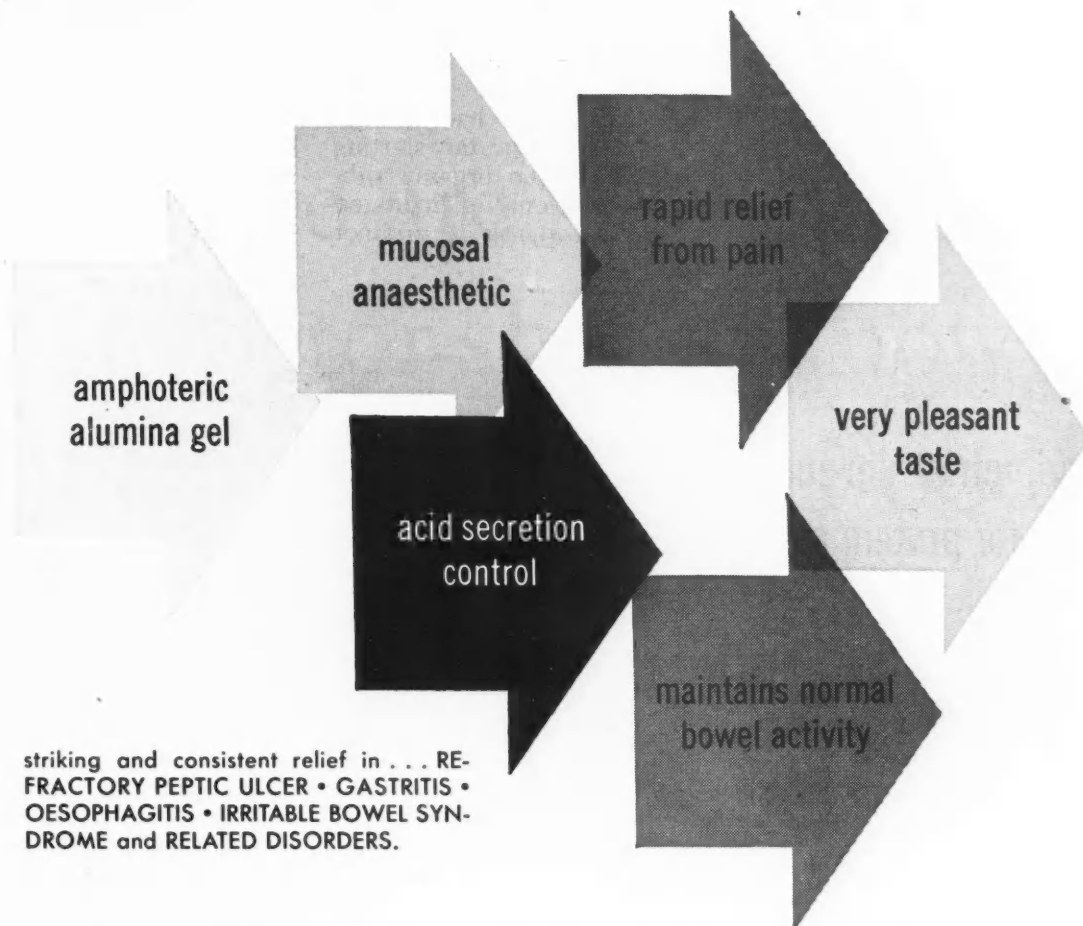 rapid relief
from pain
mucosal
anaesthetic
amphoteric
alumina gel
very pleasant
taste
acid secretion
control
maintains normal
bowel activity
striking and consistent relief in . . . RE-
FRACTORY PEPTIC ULCER • GASTRITIS •
OESOPHAGITIS • IRRITABLE BOWEL SYN-
DROME and RELATED DISORDERS.